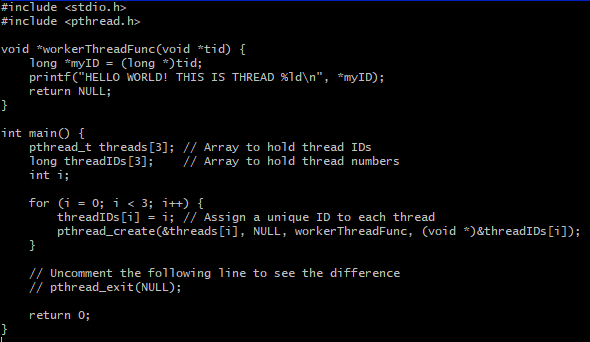 #include <stdio.h>
#include <pthread.h>

void *workerThreadFunc(void *tid) {
    long *myID = (long *)tid;
    printf("HELLO WORLD! THIS IS THREAD %ld\n", *myID);
    return NULL;
}

int main() {
    pthread_t threads[3]; // Array to hold thread IDs
    long threadIDs[3];    // Array to hold thread numbers
    int i;

    for (i = 0; i < 3; i++) {
        threadIDs[i] = i; // Assign a unique ID to each thread
        pthread_create(&threads[i], NULL, workerThreadFunc, (void *)&threadIDs[i]);
    }

    // Uncomment the following line to see the difference
    // pthread_exit(NULL);

    return 0;
}